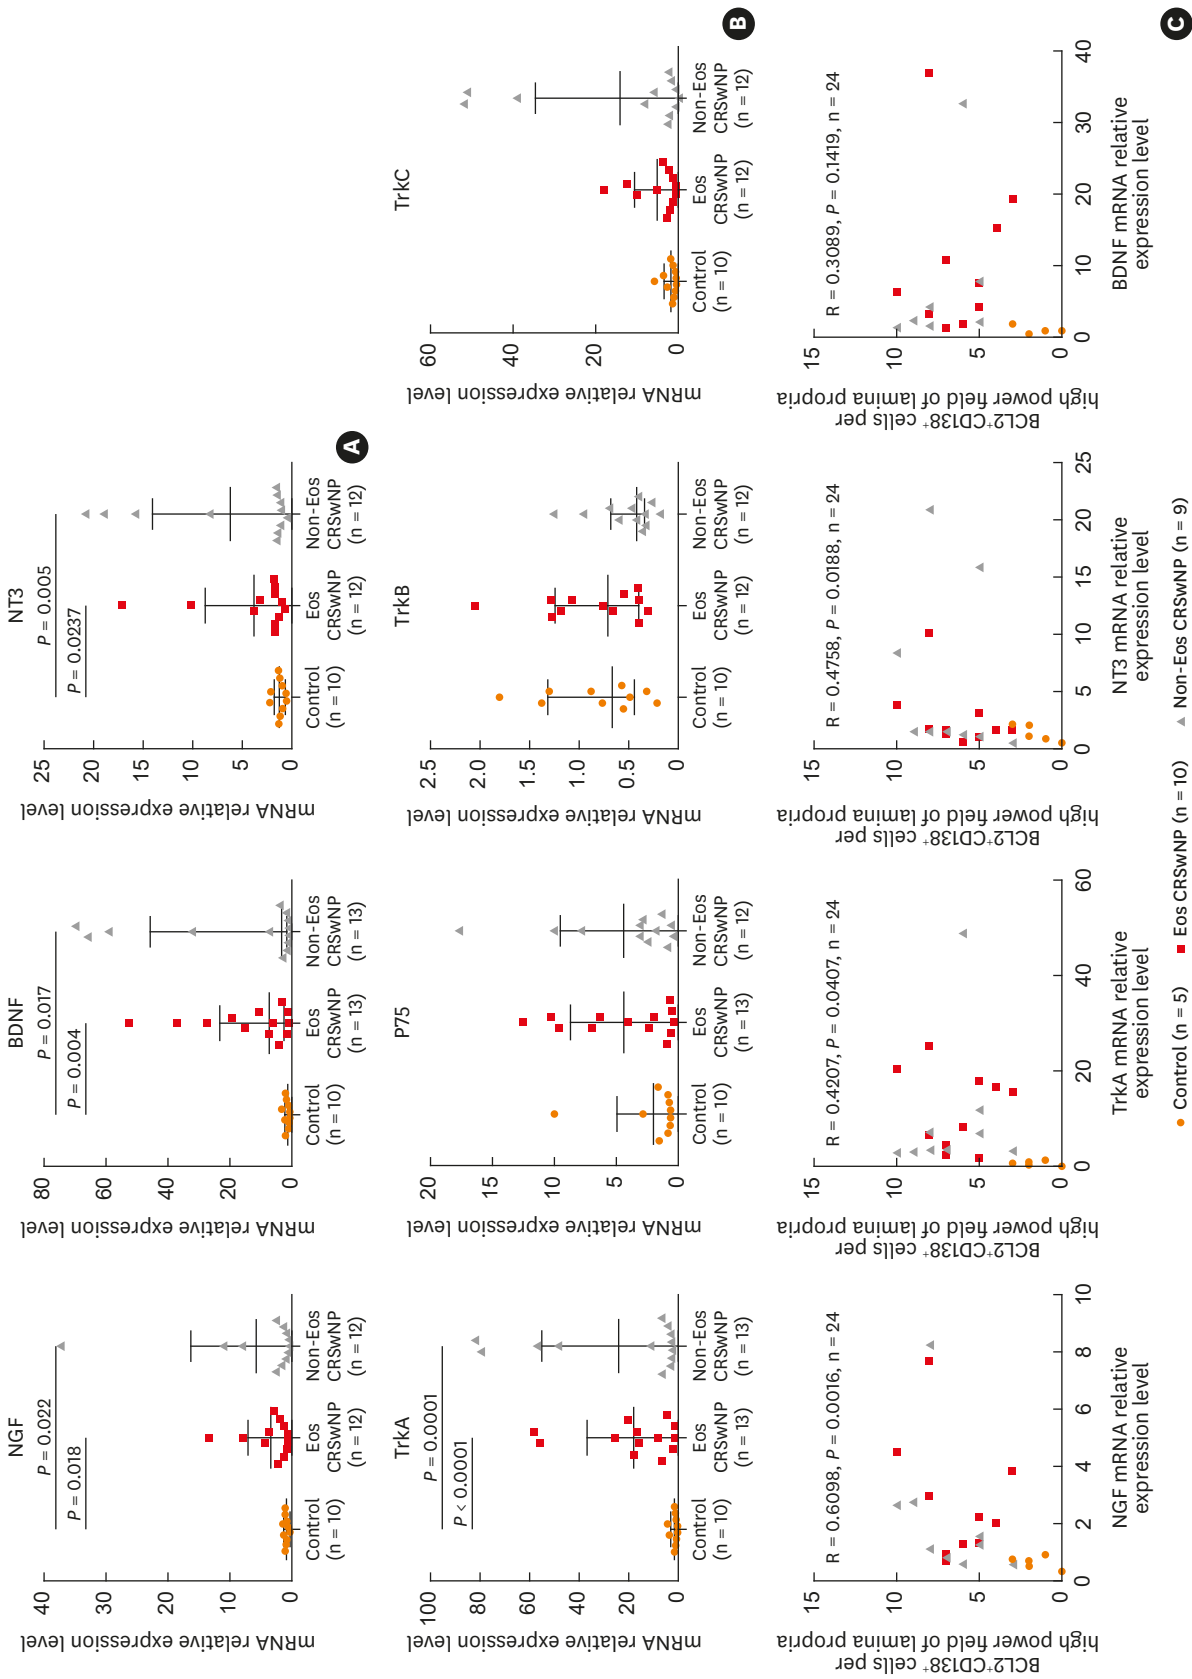 NGF
mRNA relative expression level
40
30
20
10
0
P = 0.022
P = 0.018
Control
(n = 10)
Eos
CRSwNP
(n = 12)
Non-Eos
CRSwNP
(n = 12)
BDNF
mRNA relative expression level
80
60
40
20
0
P = 0.017
P = 0.004
Control
(n = 10)
Eos
CRSwNP
(n = 13)
Non-Eos
CRSwNP
(n = 13)
NT3
mRNA relative expression level
25
20
15
10
5
0
P = 0.005
P = 0.0237
Control
(n = 10)
Eos
CRSwNP
(n = 12)
Non-Eos
CRSwNP
(n = 12)
A
TrkA
mRNA relative expression level
100
80
60
40
20
0
P = 0.0001
P < 0.0001
Control
(n = 10)
Eos
CRSwNP
(n = 13)
Non-Eos
CRSwNP
(n = 13)
P75
mRNA relative expression level
20
15
10
5
0
Control
(n = 10)
Eos
CRSwNP
(n = 13)
Non-Eos
CRSwNP
(n = 12)
TrkB
mRNA relative expression level
2.5
2.0
1.5
1.0
0.5
0
Control
(n = 10)
Eos
CRSwNP
(n = 12)
Non-Eos
CRSwNP
(n = 12)
TrkC
mRNA relative expression level
60
40
20
0
Control
(n = 10)
Eos
CRSwNP
(n = 12)
Non-Eos
CRSwNP
(n = 12)
B
BCL2⁺CD138⁺ cells per
high power field of lamina propria
15
10
5
0
R = 0.6098, P = 0.0016, n = 24
0 2 4 6 8 10
NGF mRNA relative
expression level
BCL2⁺CD138⁺ cells per
high power field of lamina propria
15
10
5
0
R = 0.4207, P = 0.0407, n = 24
0 20 40 60
TrkA mRNA relative
expression level
BCL2⁺CD138⁺ cells per
high power field of lamina propria
15
10
5
0
R = 0.4758, P = 0.0188, n = 24
0 5 10 15 20 25
NT3 mRNA relative
expression level
BCL2⁺CD138⁺ cells per
high power field of lamina propria
15
10
5
0
R = 0.3089, P = 0.1419, n = 24
0 10 20 30 40
BDNF mRNA relative
expression level
Control (n = 5) Eos CRSwNP (n = 10) Non-Eos CRSwNP (n = 9)
C